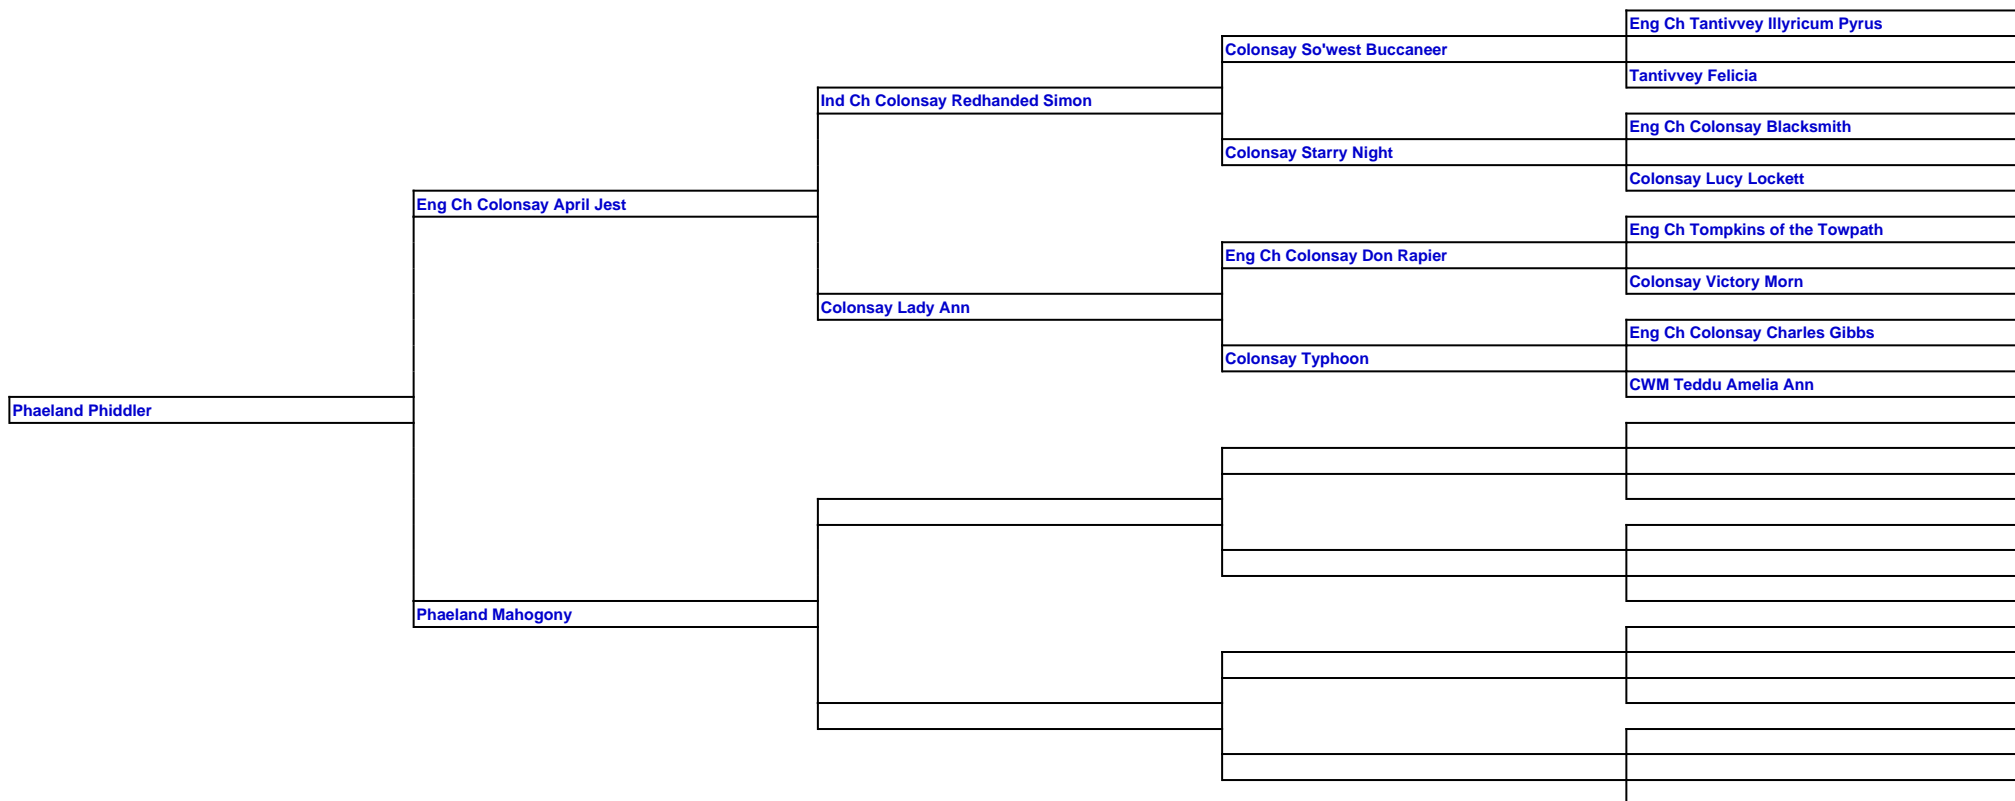 Eng Ch Tantivvey Illyricum Pyrus
Colonsay So'west Buccaneer
Tantivvey Felicia
Ind Ch Colonsay Redhanded Simon
Eng Ch Colonsay Blacksmith
Colonsay Starry Night
Colonsay Lucy Lockett
Eng Ch Colonsay April Jest
Eng Ch Tompkins of the Towpath
Eng Ch Colonsay Don Rapier
Colonsay Victory Morn
Colonsay Lady Ann
Eng Ch Colonsay Charles Gibbs
Colonsay Typhoon
CWM Teddu Amelia Ann
Phaeland Phiddler
Phaeland Mahogony